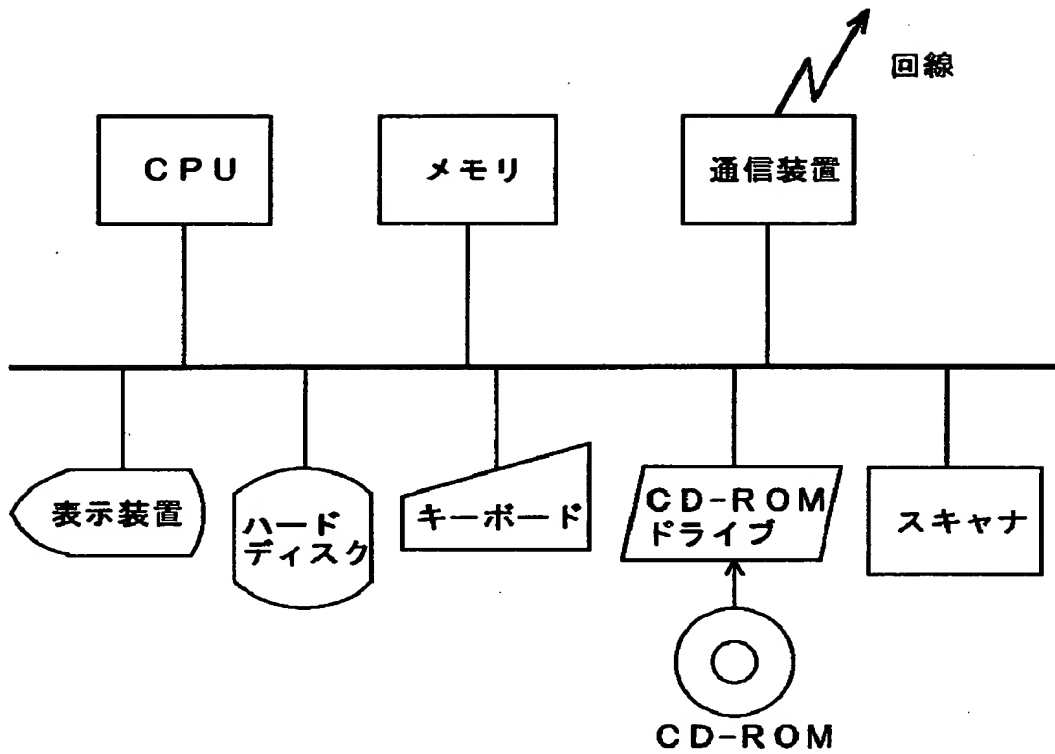 回線
CPU
メモリ
通信装置
表示装置
ハード
ディスク
キーボード
CD-ROM
ドライブ
スキャナ
CD-ROM